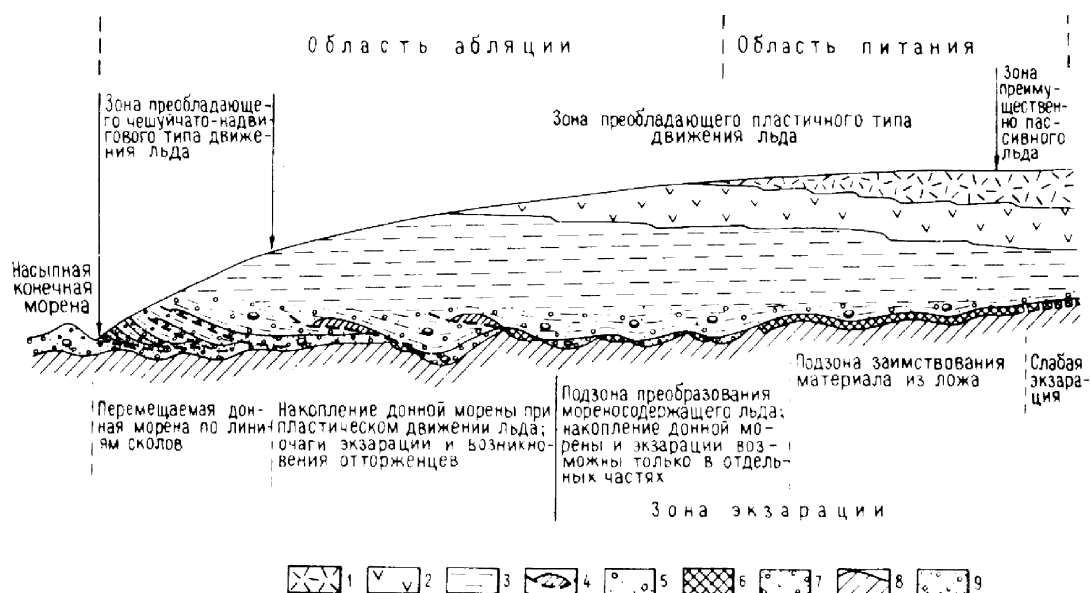 Область абляции
Область питания
Зона преобладающе-
го чешуйчато-надви-
гового типа движе-
ния льда
Зона преобладающего пластичного типа
движения льда
Зона
преиму-
ществен-
но пас-
сивного
льда
Насыпная
конечная
морена
Перемещаемая дон-
ная морена по лини-
ям сколов
Накопление донной морены при
пластическом движении льда;
очаги экзарации и возникно-
вения отторженцев
Подзона преобразования
мореносодержащего льда;
накопление донной мо-
рены и экзарации воз-
можны только в отдель-
ных частях
Подзона заимствования
материала из ложа
Слабая
экзара-
ция
Зона экзарации
1 2 3 4 5 6 7 8 9